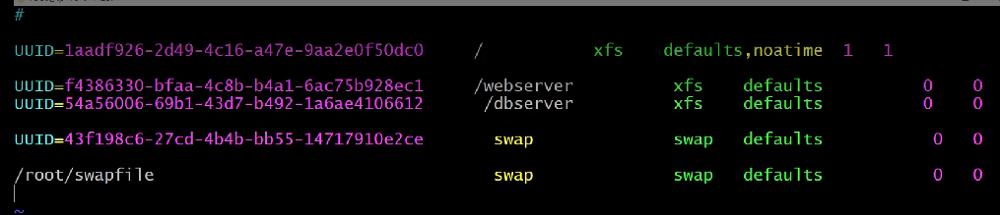 #
UUID=1aadf926-2d49-4c16-a47e-9aa2e0f50dc0 / xfs defaults,noatime 1 1
UUID=f4386330-bfaa-4c8b-b4a1-6ac75b928ec1 /webserver xfs defaults 0 0
UUID=54a56006-69b1-43d7-b492-1a6ae4106612 /dbserver xfs defaults 0 0
UUID=43f198c6-27cd-4b4b-bb55-14717910e2ce swap swap defaults 0 0
/root/swapfile swap swap defaults 0 0
~